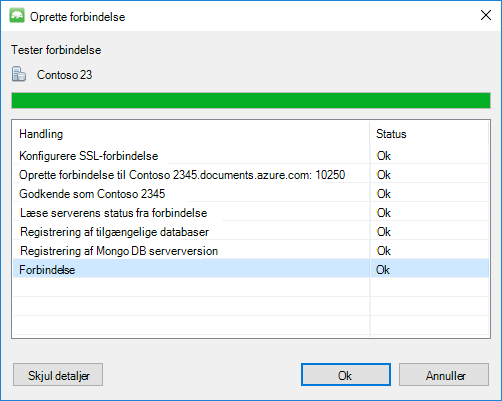 Oprette forbindelse
Tester forbindelse
Contoso 23
Handling Status
Konfigurere SSL-forbindelse Ok
Oprette forbindelse til Contoso 2345.documents.azure.com: 10250 Ok
Godkende som Contoso 2345 Ok
Læse serverens status fra forbindelse Ok
Registrering af tilgængelige databaser Ok
Registrering af Mongo DB serverversion Ok
Forbindelse Ok
Skjul detaljer Ok Annuller